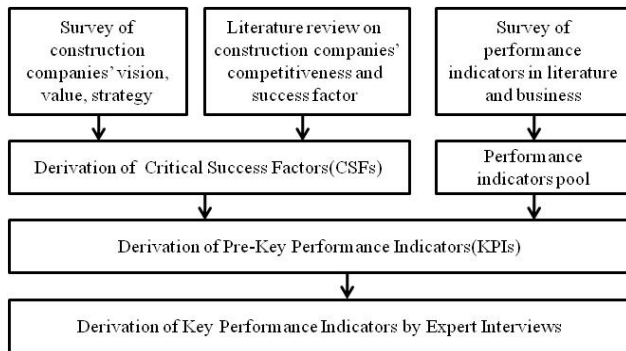 Survey of
construction
companies' vision,
value, strategy
Literature review on
construction companies'
competitiveness and
success factor
Survey of
performance
indicators in literature
and business
Derivation of Critical Success Factors(CSFs)
Performance
indicators pool
Derivation of Pre-Key Performance Indicators(KPIs)
Derivation of Key Performance Indicators by Expert Interviews